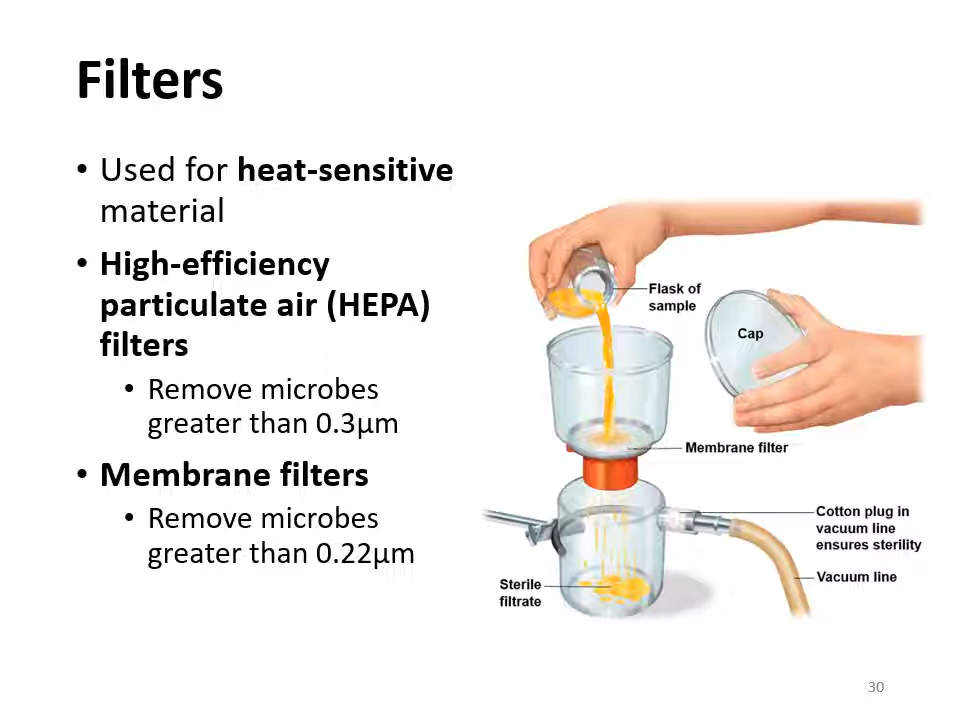 Filters
• Used for heat-sensitive
material
• High-efficiency
particulate air (HEPA)
filters
• Remove microbes
greater than 0.3µm
• Membrane filters
• Remove microbes
greater than 0.22µm
Flask of
sample
Cap
Membrane filter
Cotton plug in
vacuum line
ensures sterility
Vacuum line
Sterile
filtrate
30